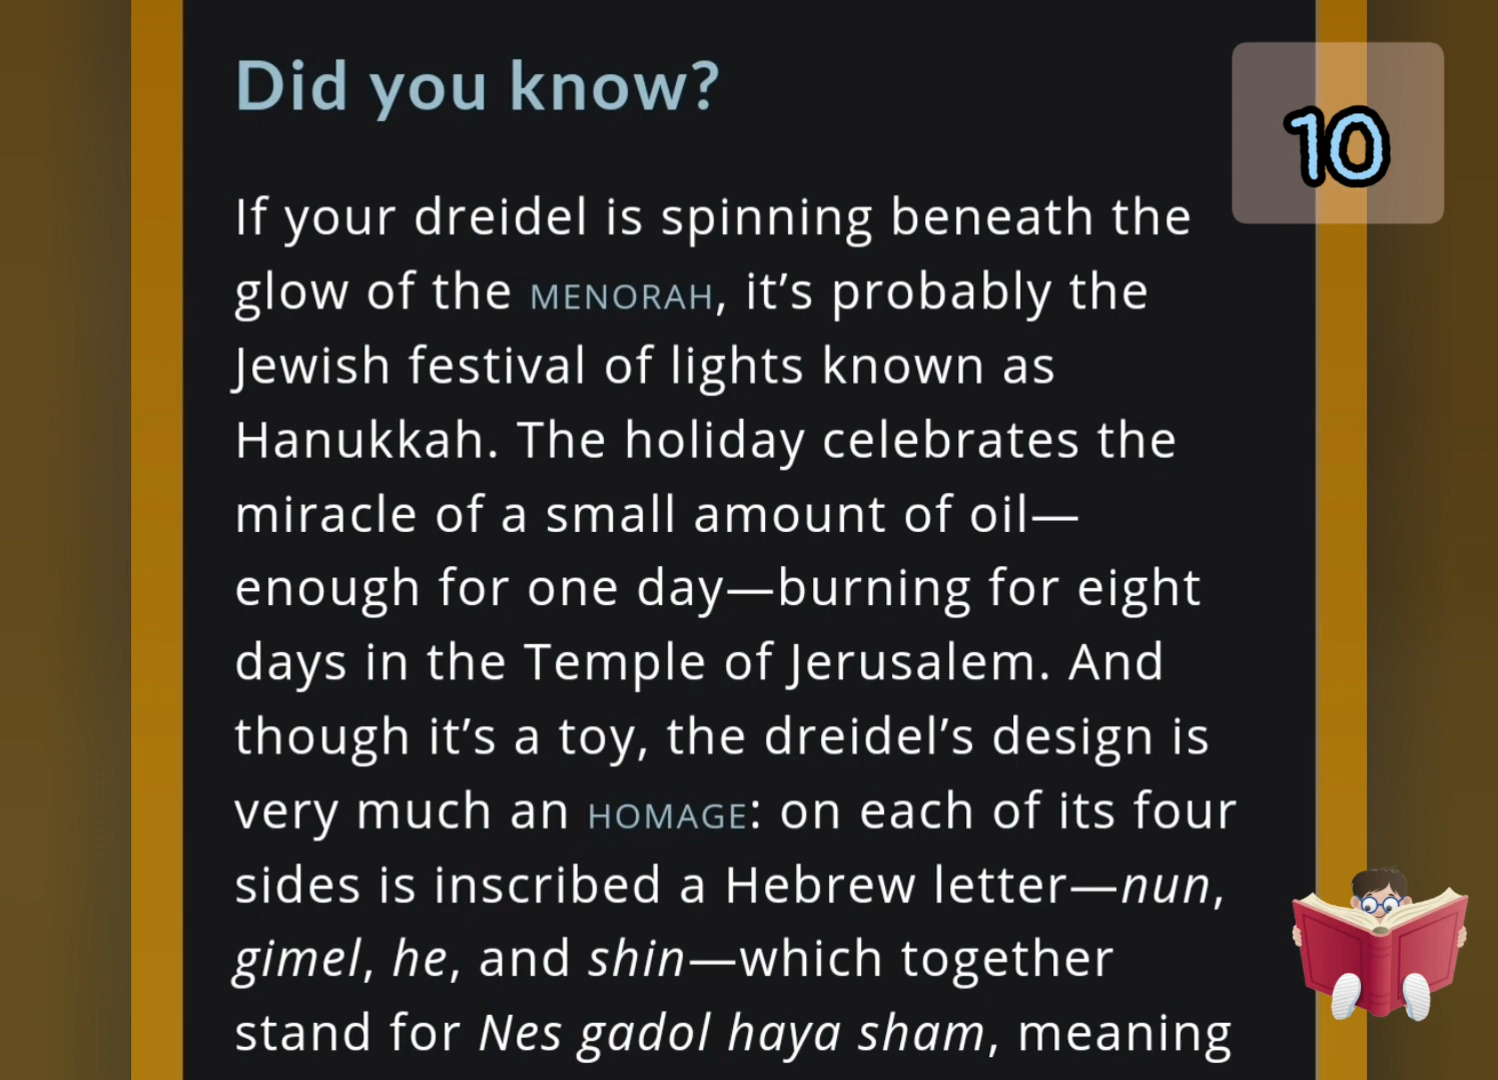 Did you know?
10
If your dreidel is spinning beneath the
glow of the MENORAH, it’s probably the
Jewish festival of lights known as
Hanukkah. The holiday celebrates the
miracle of a small amount of oil—
enough for one day—burning for eight
days in the Temple of Jerusalem. And
though it’s a toy, the dreidel’s design is
very much an HOMAGE: on each of its four
sides is inscribed a Hebrew letter—nun,
gimel, he, and shin—which together
stand for Nes gadol haya sham, meaning